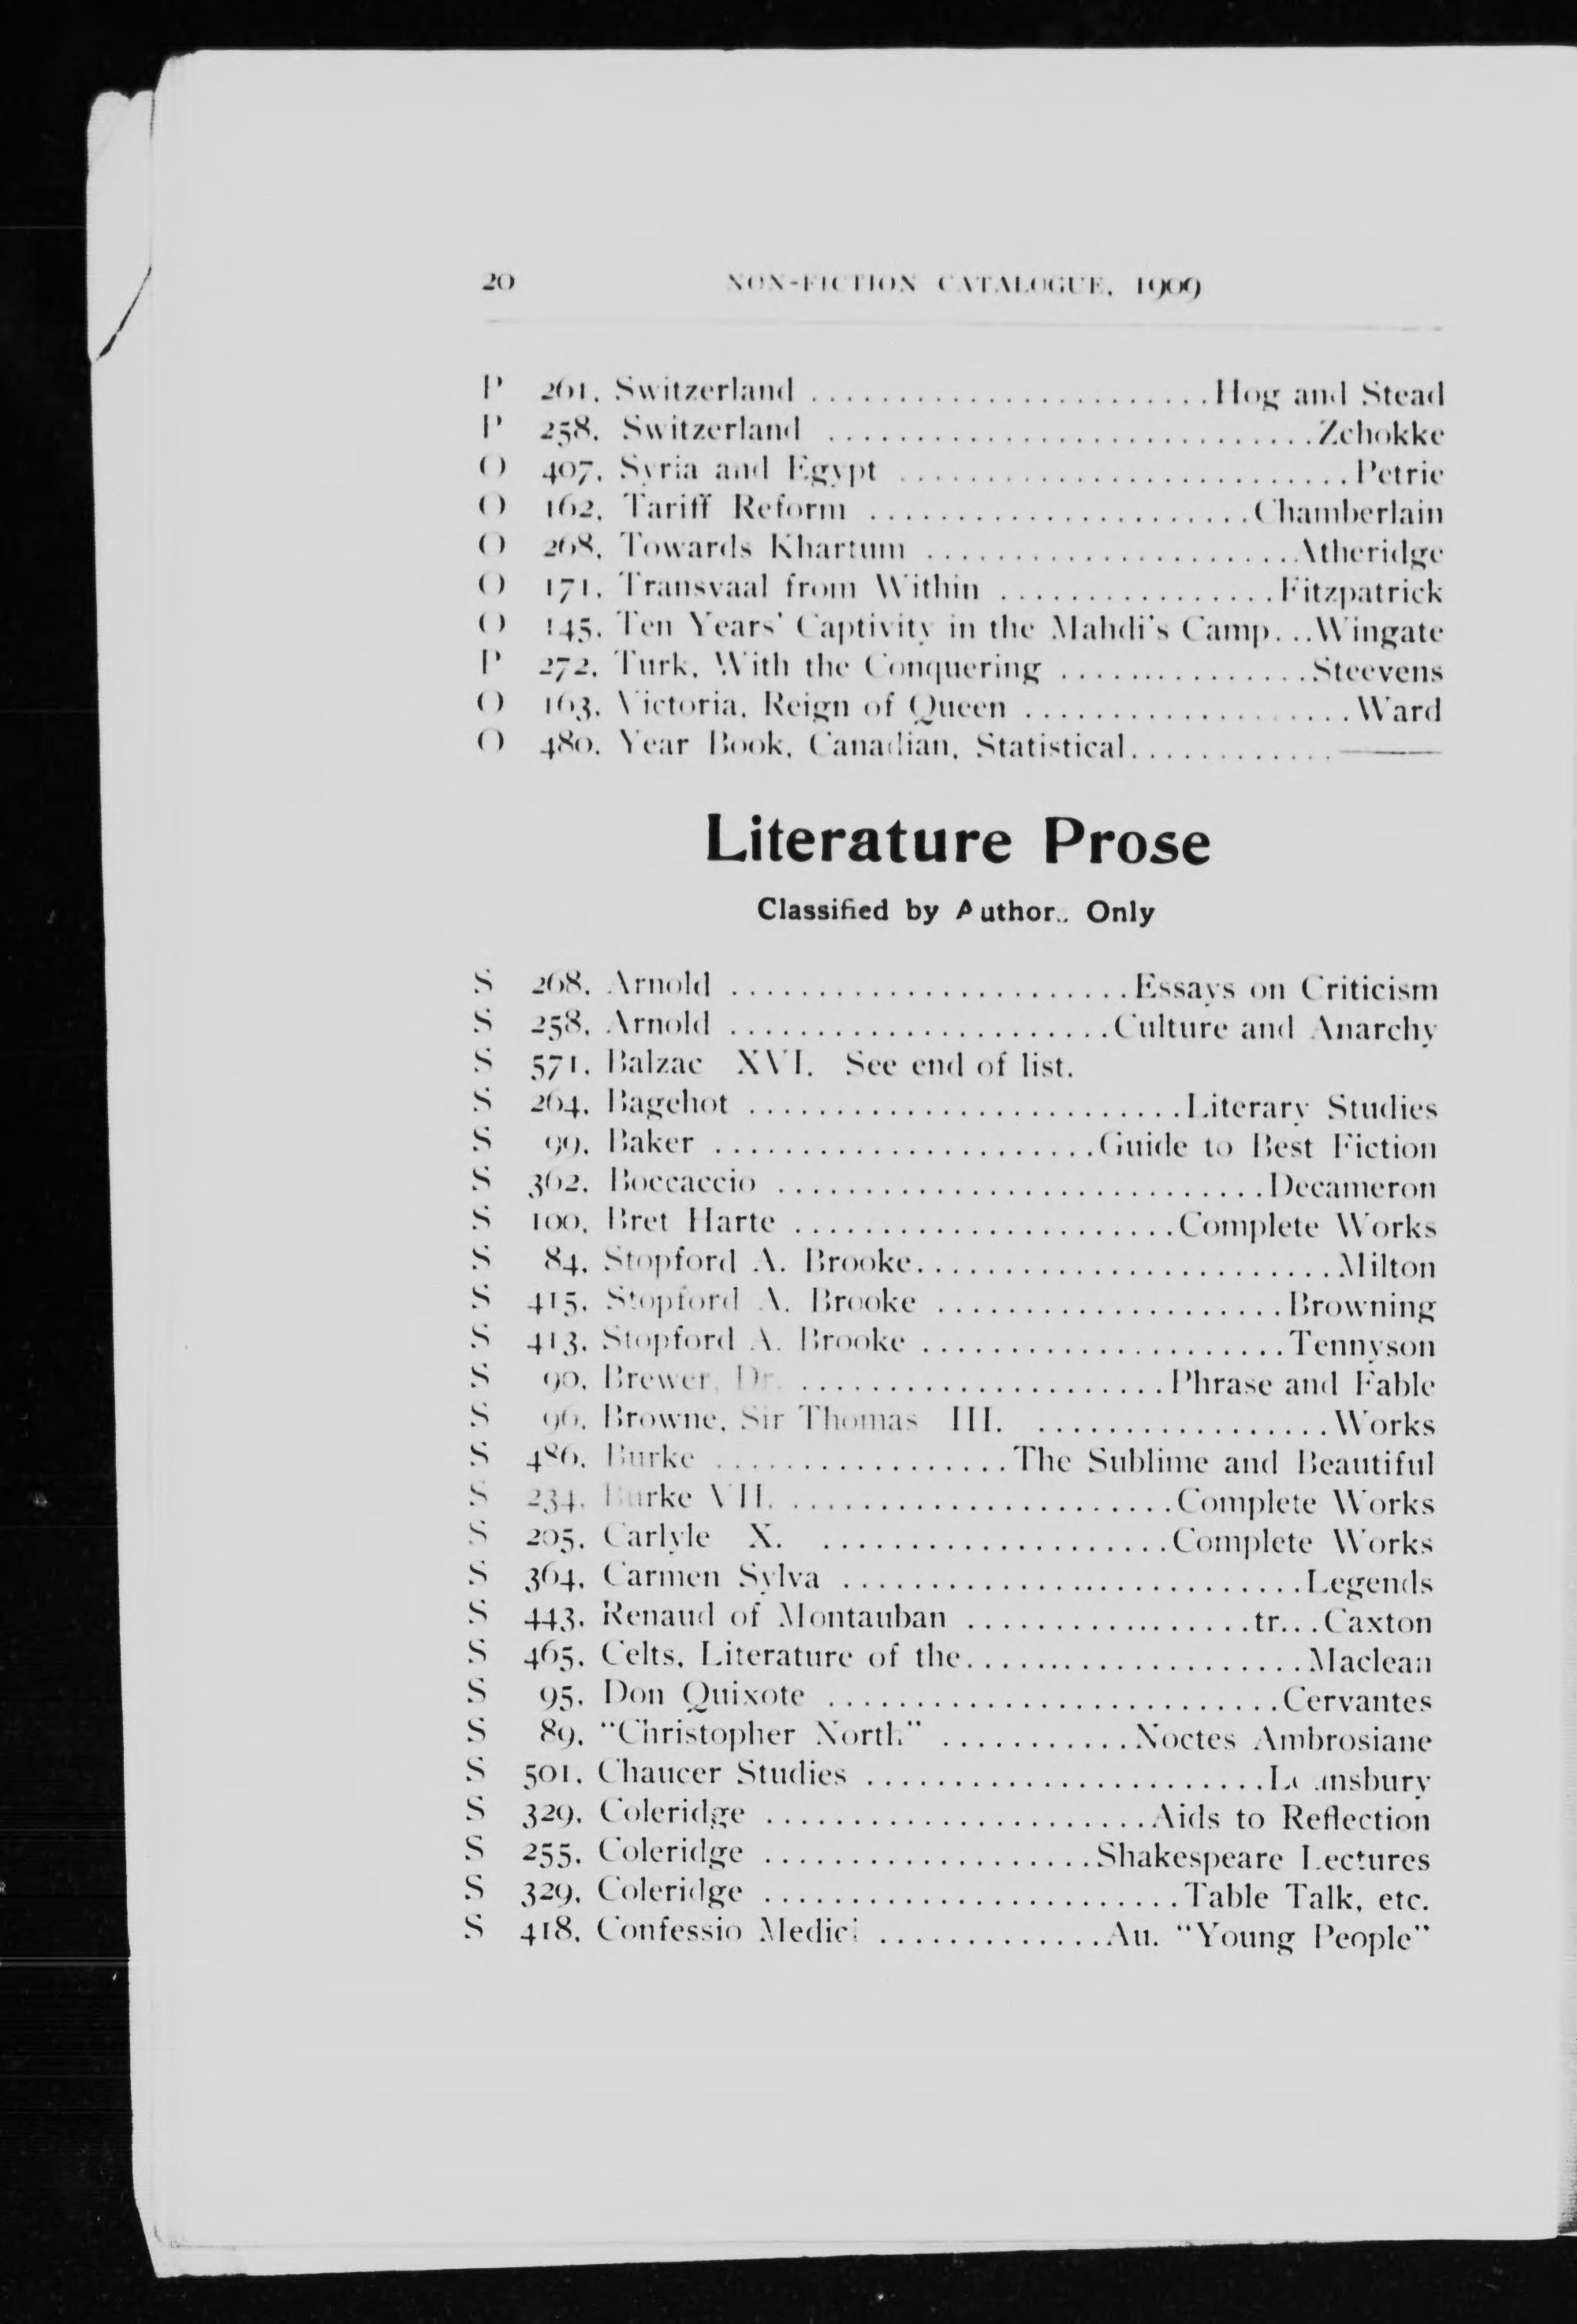 20 NON-FICTION CATALOGUE, 1909
P 261. Switzerland ........................Hog and Stead
P 258. Switzerland .............................Zchokke
O 407. Syria and Egypt ...........................Petrie
O 162. Tariff Reform .......................Chamberlain
O 268. Towards Khartum ......................Atheridge
O 171. Transvaal from Within ................Fitzpatrick
O 145. Ten Years' Captivity in the Mahdi's Camp...Wingate
P 272. Turk, With the Conquering ...............Steevens
O 163. Victoria, Reign of Queen ...................Ward
O 480. Year Book, Canadian, Statistical............ ———
Literature Prose
Classified by Author.. Only
S 268. Arnold ........................Essays on Criticism
S 258. Arnold ......................Culture and Anarchy
S 571. Balzac XVI. See end of list.
S 264. Bagehot ..........................Literary Studies
S 99. Baker ......................Guide to Best Fiction
S 362. Boccaccio .............................Decameron
S 100. Bret Harte ......................Complete Works
S 84. Stopford A. Brooke.........................Milton
S 415. Stopford A. Brooke .....................Browning
S 413. Stopford A. Brooke ......................Tennyson
S 90. Brewer, Dr. ......................Phrase and Fable
S 96. Browne, Sir Thomas III. .................Works
S 486. Burke .................The Sublime and Beautiful
S 234. Burke VII. .......................Complete Works
S 205. Carlyle X. .....................Complete Works
S 364. Carmen Sylva ............................Legends
S 443. Renaud of Montauban .................tr...Caxton
S 465. Celts, Literature of the.....................Maclean
S 95. Don Quixote ...........................Cervantes
S 89. "Christopher North" ...........Noctes Ambrosiane
S 501. Chaucer Studies ........................
S 329. Coleridge .......................Aids to Reflection
S 255. Coleridge ....................Shakespeare Lectures
S 329. Coleridge .........................Table Talk, etc.
S 418. Confessio Medici ..............Au. "Young People"